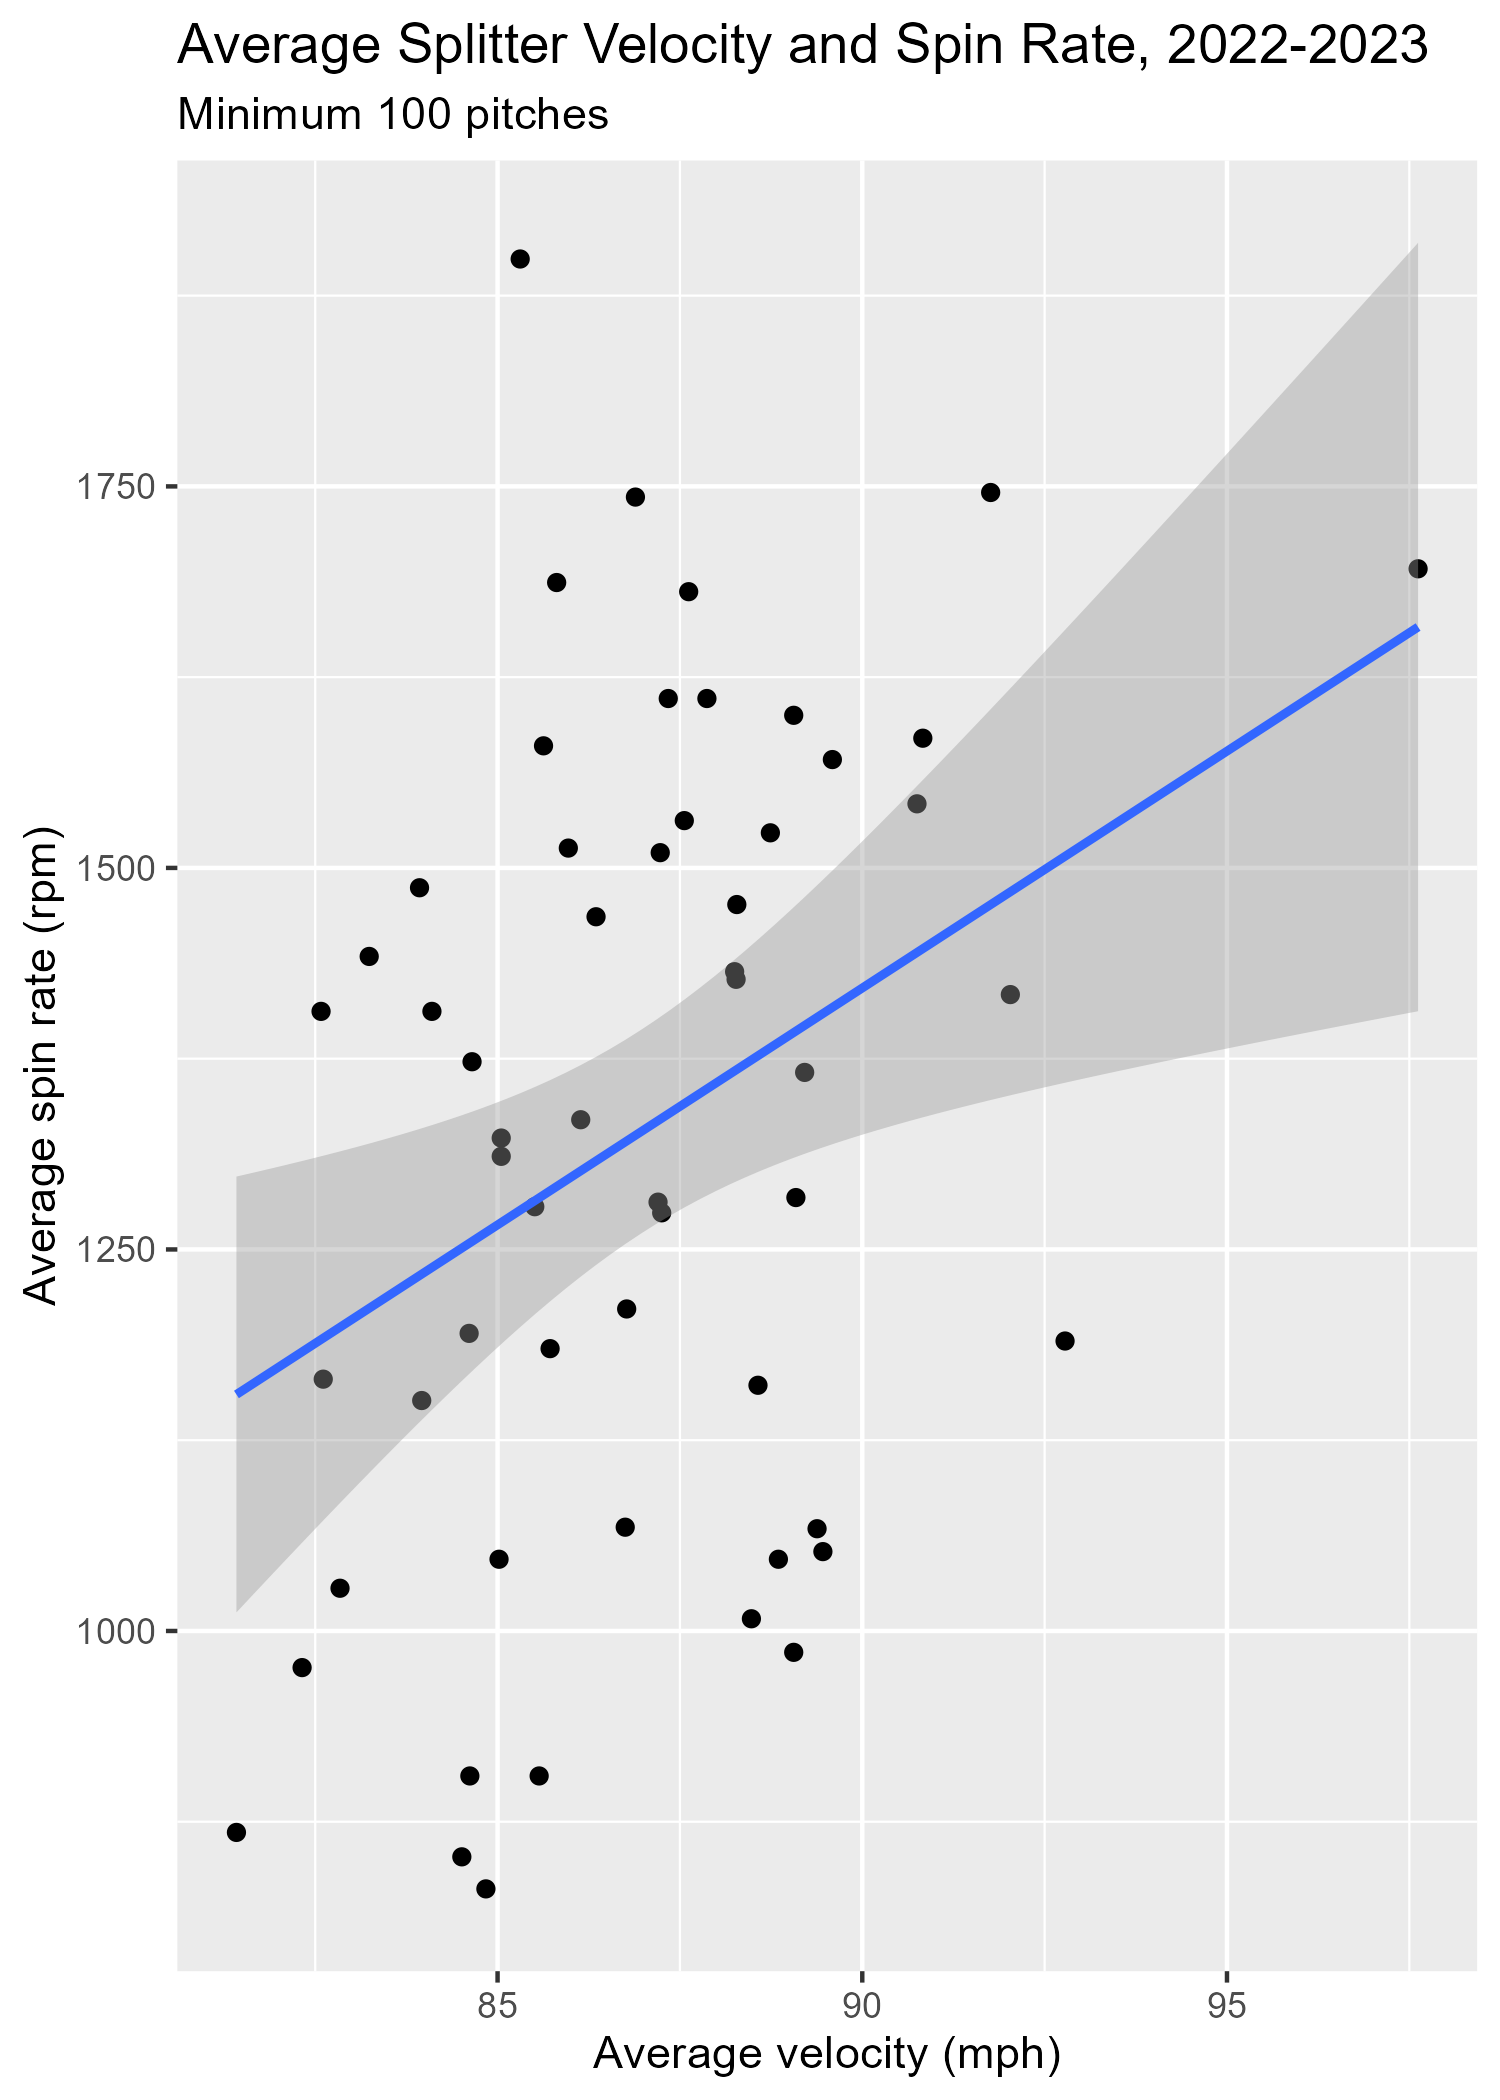 Average Splitter Velocity and Spin Rate, 2022-2023
Minimum 100 pitches
1750
1500
1250
1000
Average spin rate (rpm)
85 90 95
Average velocity (mph)